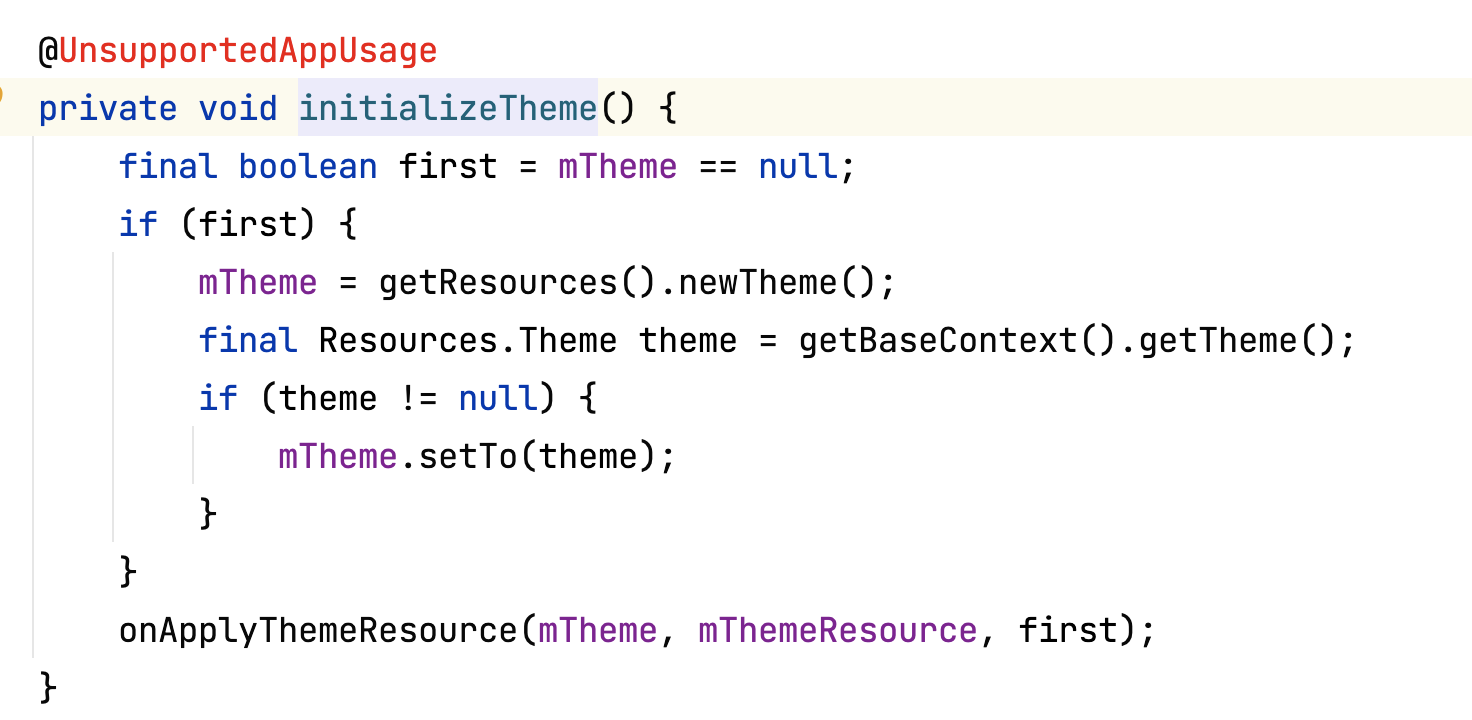 @UnsupportedAppUsage
private void initializeTheme() {
    final boolean first = mTheme == null;
    if (first) {
        mTheme = getResources().newTheme();
        final Resources.Theme theme = getBaseContext().getTheme();
        if (theme != null) {
            mTheme.setTo(theme);
        }
    }
    onApplyThemeResource(mTheme, mThemeResource, first);
}